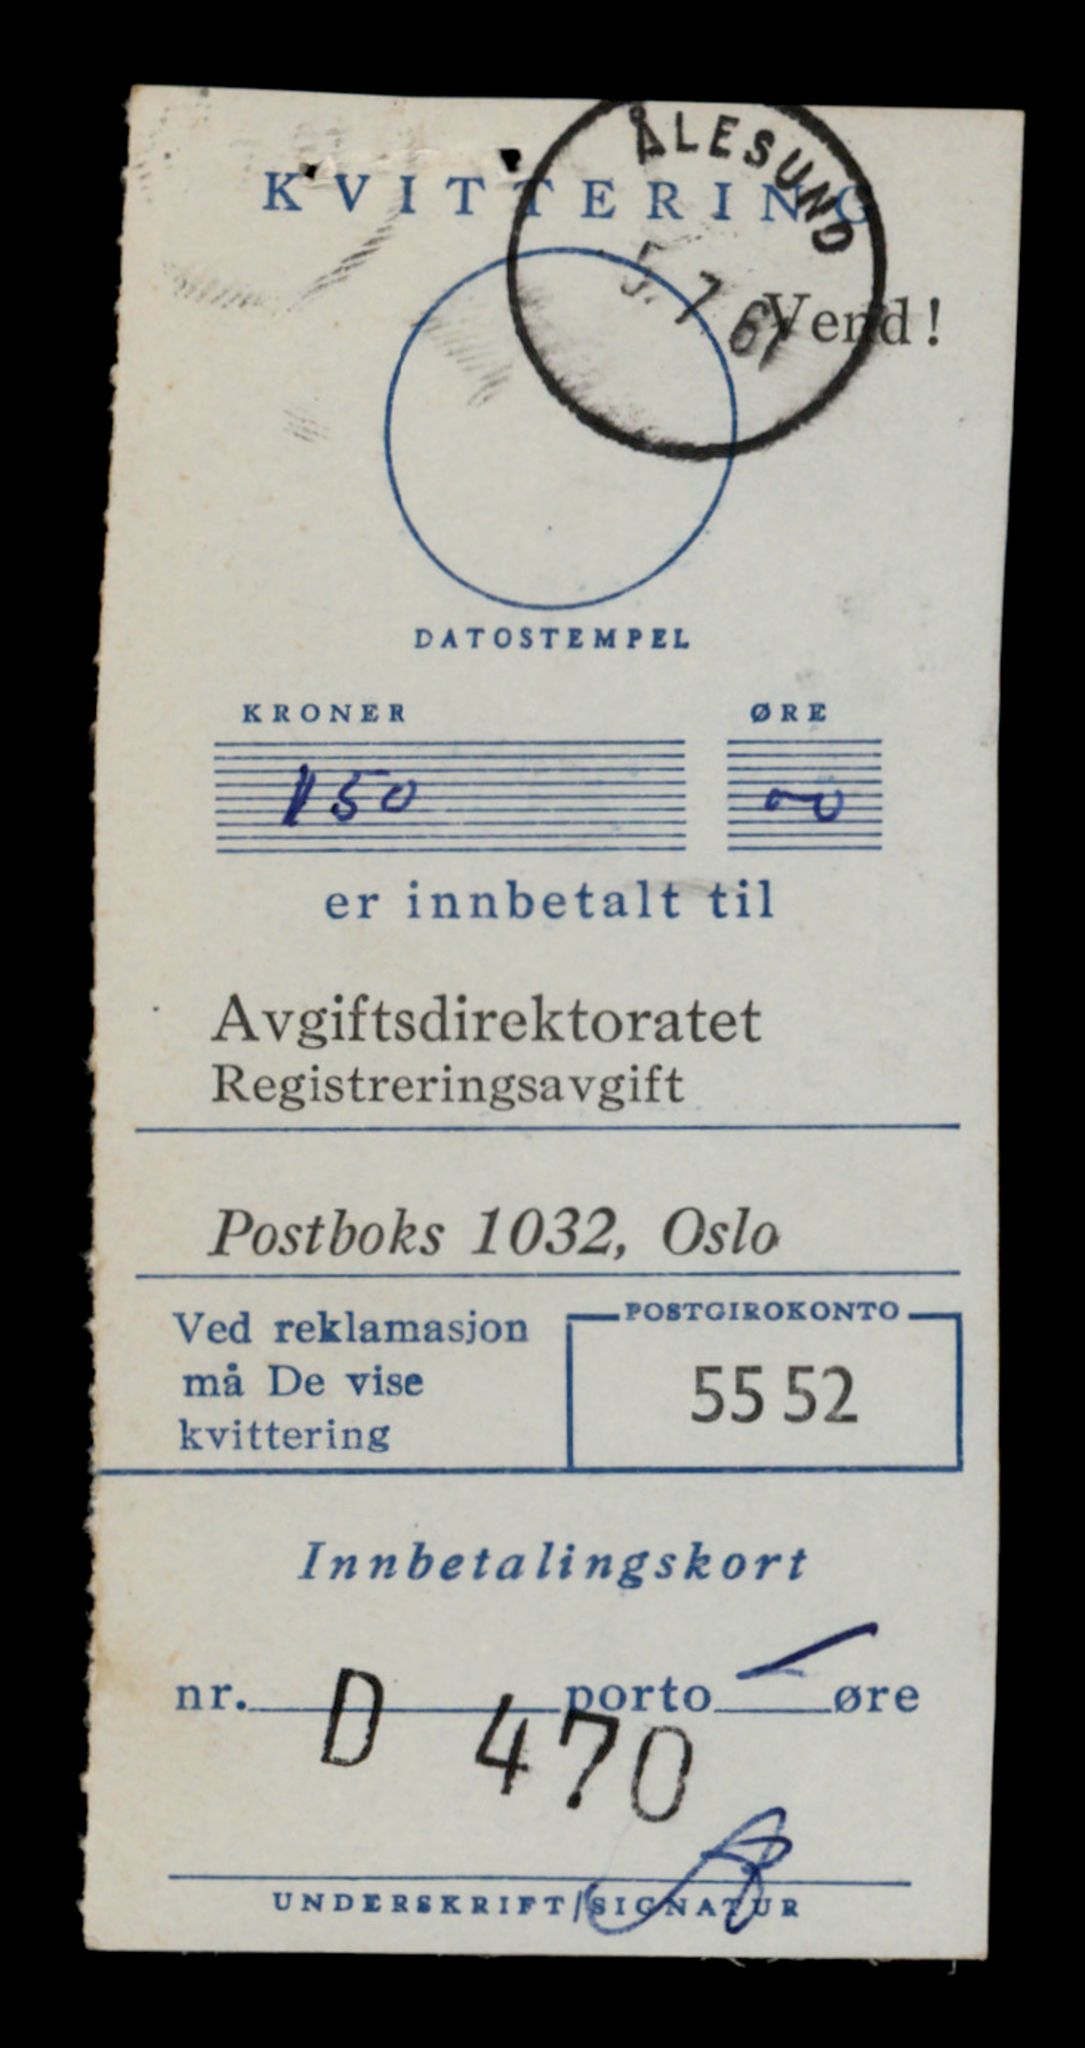 ÅLESUND
KVITTERING
5.7 61
Vend!
DATOSTEMPEL
KRONER ØRE
150 00
er innbetalt til
Avgiftsdirektoratet
Registreringsavgift
Postboks 1032, Oslo
Ved reklamasjon
må De vise
kvittering
POSTGIROKONTO
55 52
Innbetalingskort
nr. porto — øre
D 470
UNDERSKRIFT/SIGNATUR